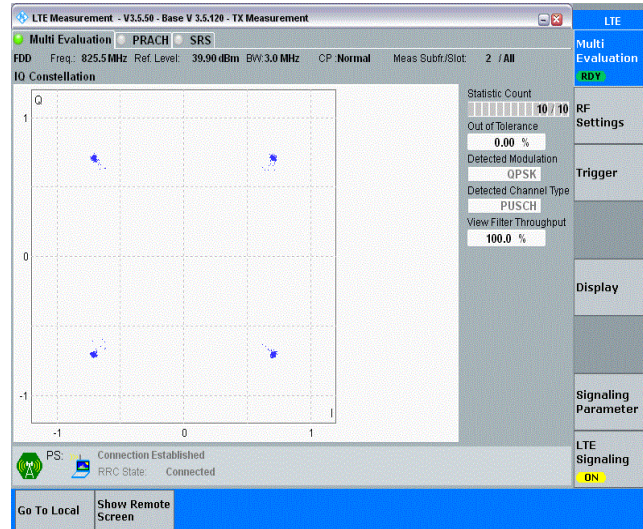 LTE Measurement - V3.5.50 - Base V 3.5.120 - TX Measurement
LTE
Multi Evaluation PRACH SRS
FDD Freq.: 825.5 MHz Ref. Level: 39.90 dBm BW: 3.0 MHz CP :Normal Meas Subfr./Slot: 2 / All
IQ Constellation
Q
1
0
-1
-1 0 1
I
Statistic Count
10 / 10
Out of Tolerance
0.00 %
Detected Modulation
QPSK
Detected Channel Type
PUSCH
View Filter Throughput
100.0 %
Multi
Evaluation
RDY
RF
Settings
Trigger
Display
Signaling
Parameter
LTE
Signaling
ON
PS: Connection Established
RRC State: Connected
Go To Local
Show Remote
Screen